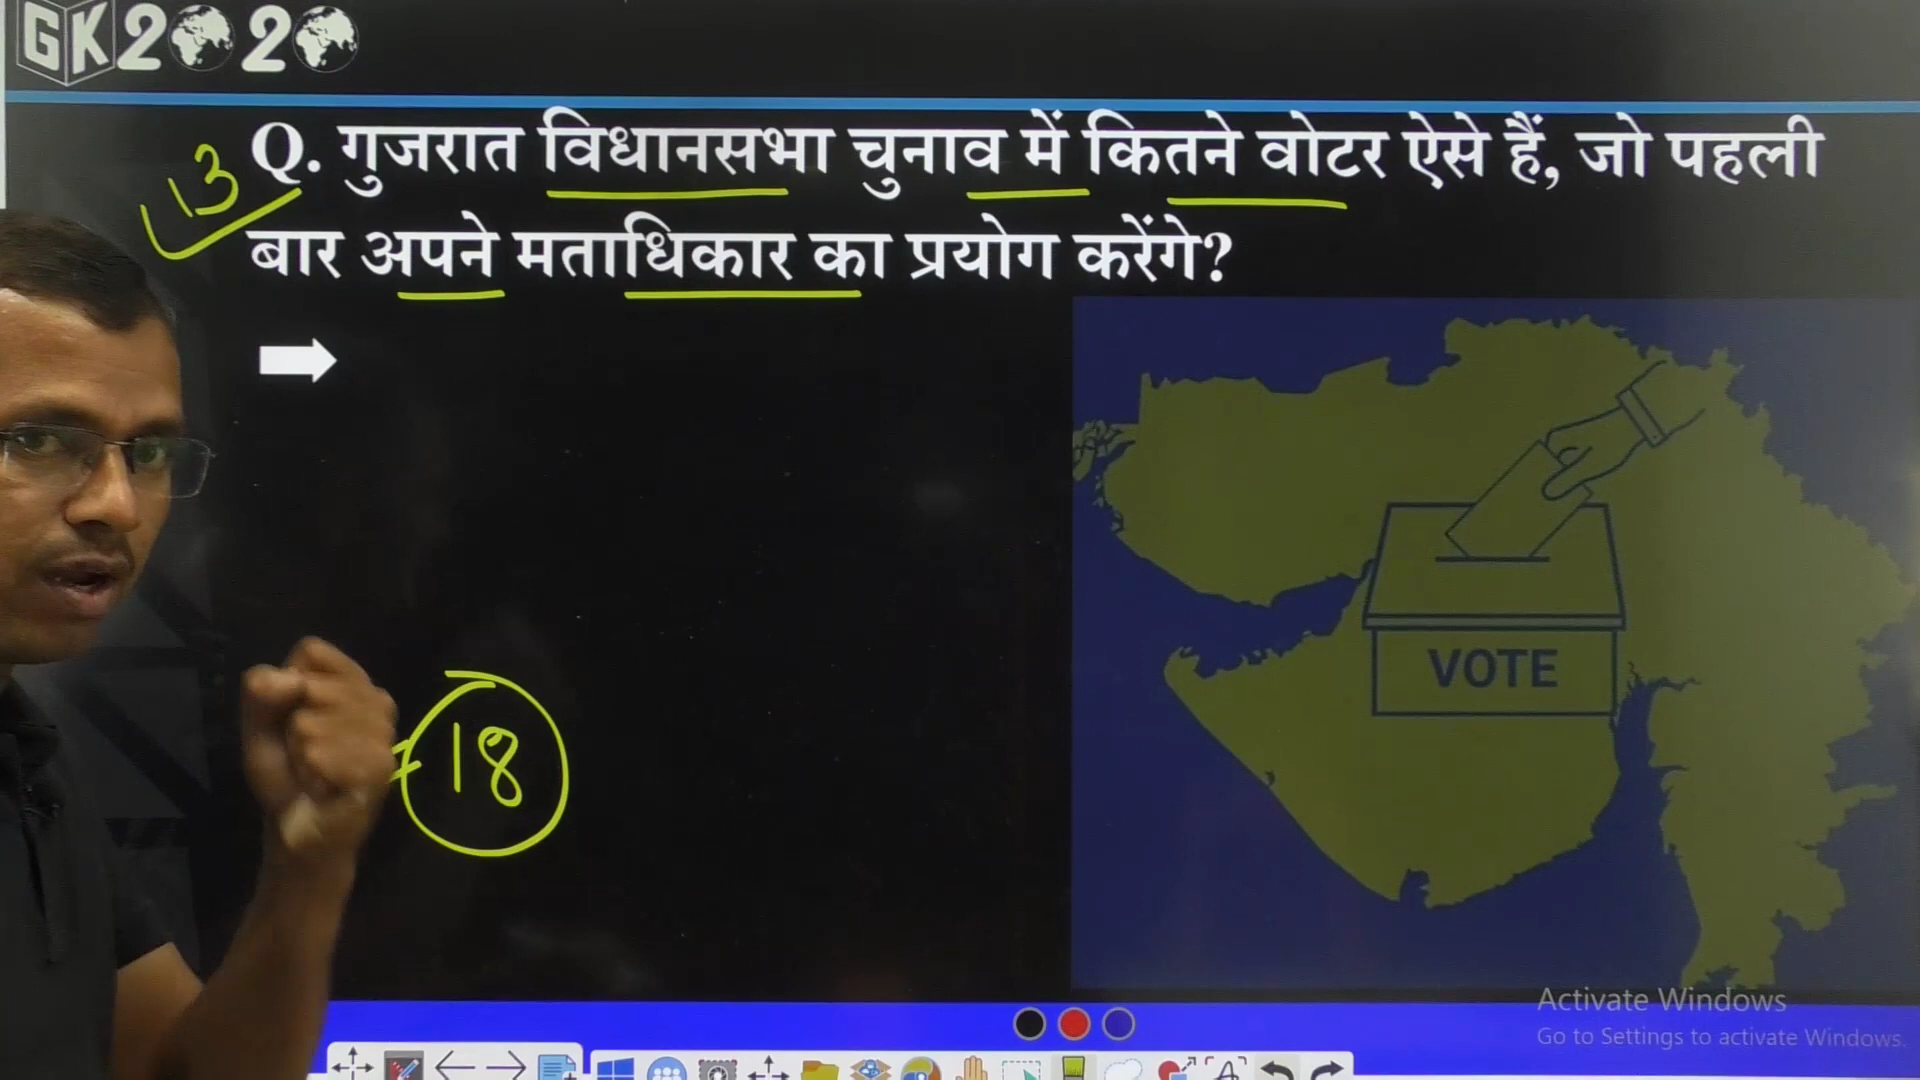 GK2020
13
Q. गुजरात विधानसभा चुनाव में कितने वोटर ऐसे हैं, जो पहली
बार अपने मताधिकार का प्रयोग करेंगे?
18
VOTE
Activate Windows
Go to Settings to activate Windows.